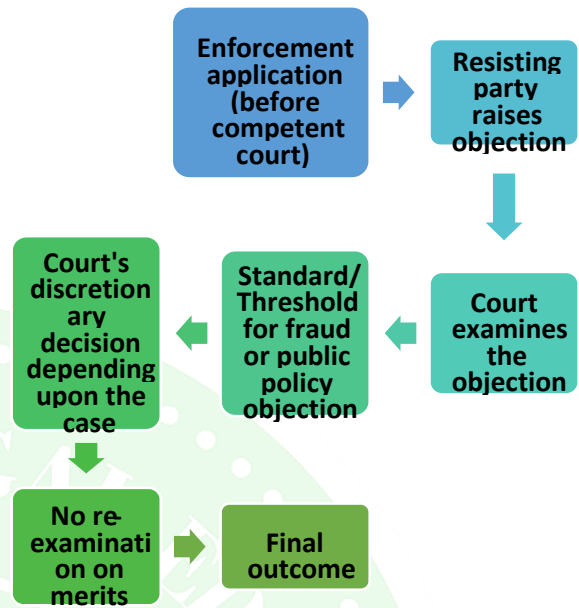 Enforcement
application
(before
competent
court)
Resisting
party
raises
objection
Court
examines
the
objection
Standard/
Threshold
for fraud
or public
policy
objection
Court's
discretion
ary
decision
depending
upon the
case
No re-
examinati
on on
merits
Final
outcome